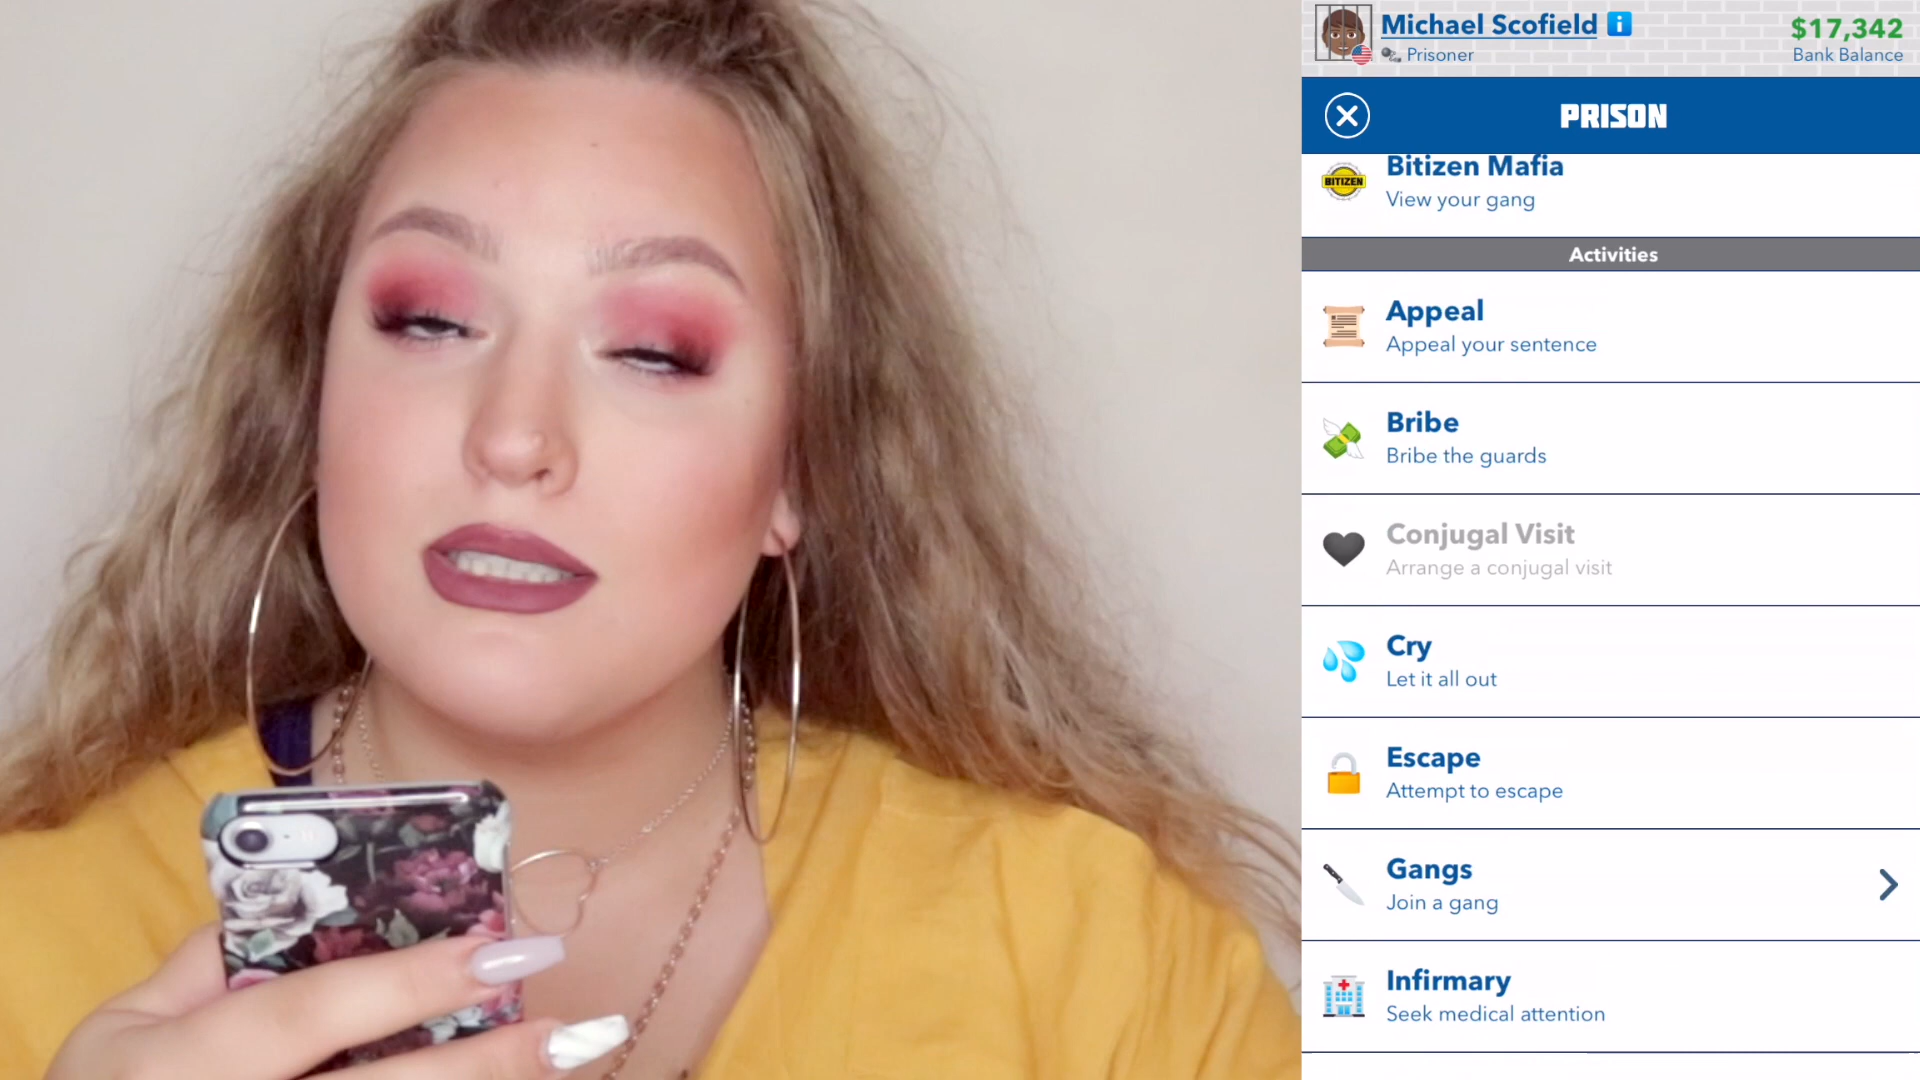 Michael Scofield
Prisoner
$17,342
Bank Balance
PRISON
BITIZEN
Bitizen Mafia
View your gang
Activities
Appeal
Appeal your sentence
Bribe
Bribe the guards
Conjugal Visit
Arrange a conjugal visit
Cry
Let it all out
Escape
Attempt to escape
Gangs
Join a gang
Infirmary
Seek medical attention